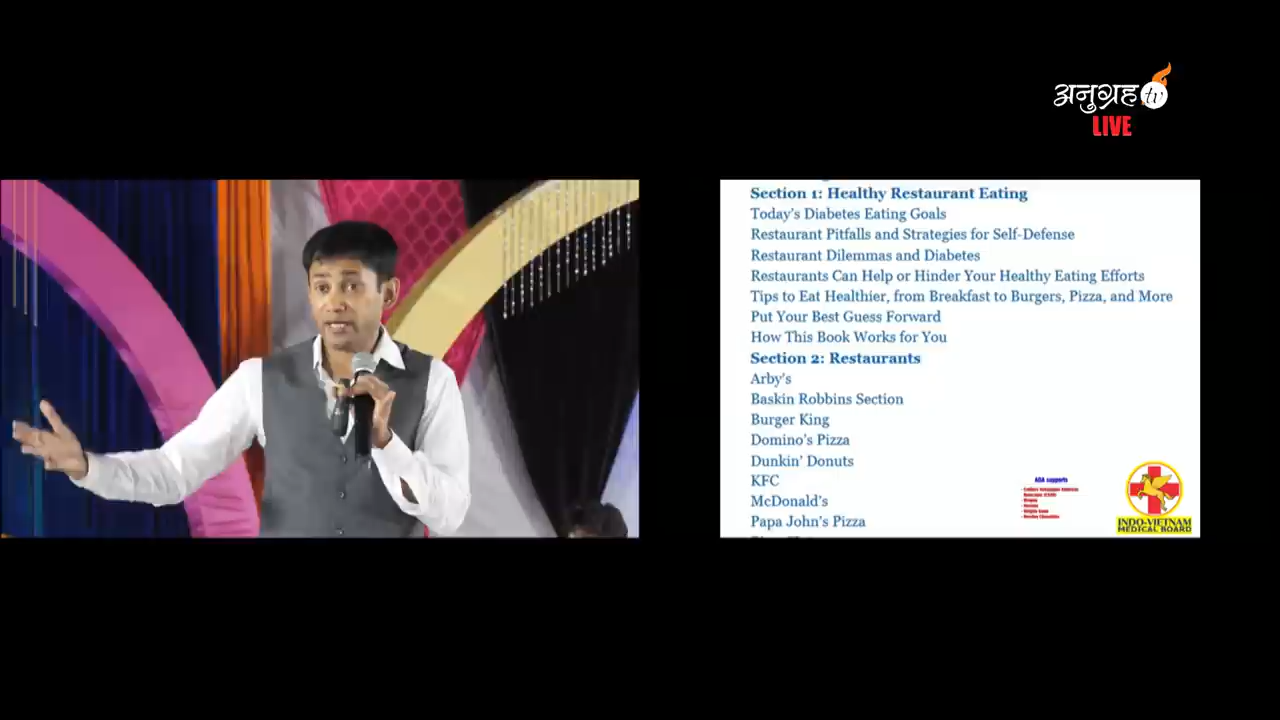 अनुग्रह tv
LIVE
Section 1: Healthy Restaurant Eating
Today's Diabetes Eating Goals
Restaurant Pitfalls and Strategies for Self-Defense
Restaurant Dilemmas and Diabetes
Restaurants Can Help or Hinder Your Healthy Eating Efforts
Tips to Eat Healthier, from Breakfast to Burgers, Pizza, and More
Put Your Best Guess Forward
How This Book Works for You
Section 2: Restaurants
Arby's
Baskin Robbins Section
Burger King
Domino's Pizza
Dunkin' Donuts
KFC
McDonald's
Papa John's Pizza
ADA supports
INDO-VIETNAM
MEDICAL BOARD